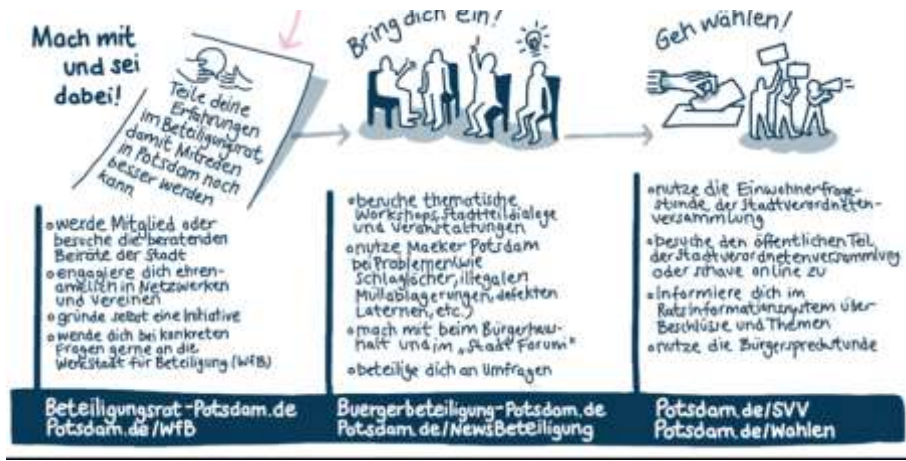 Mach mit
und sei
dabei!
Teile deine
Erfahrungen
im Beteiligungsrat,
damit Mitreden
in Potsdam noch
besser werden
kann
Bring dich ein!
Geh wählen!
werde Mitglied oder
besuche die beratenden
Beiräte der Stadt
engagiere dich ehren-
amtlich in Netzwerken
und Vereinen
gründe selbst eine Initiative
wende dich bei konkreten
Fragen gerne an die
WerkStadt für Beteiligung (WfB)
besuche thematische
Workshops, Stadtteildialoge
und Veranstaltungen
nutze Maerker Potsdam
bei Problemen (wie
Schlaglöcher, illegalen
Müllablagerungen, defekten
Laternen, etc.)
mach mit beim Bürgerhaus-
halt und im „Stadt Forum"
beteilige dich an Umfragen
nutze die Einwohnerfrage-
stunde, der Stadtverordneten-
versammlung
besuche den öffentlichen Teil
der Stadtverordnetenversammlung
oder schaue online zu
Informiere dich im
Ratsinformationssystem über
Beschlüsse und Themen
nutze die Bürgersprechstunde
Beteiligungsrat-Potsdam.de
Potsdam.de/WfB
Buergerbeteiligung-Potsdam.de
Potsdam.de/NewsBeteiligung
Potsdam.de/SVV
Potsdam.de/Wahlen